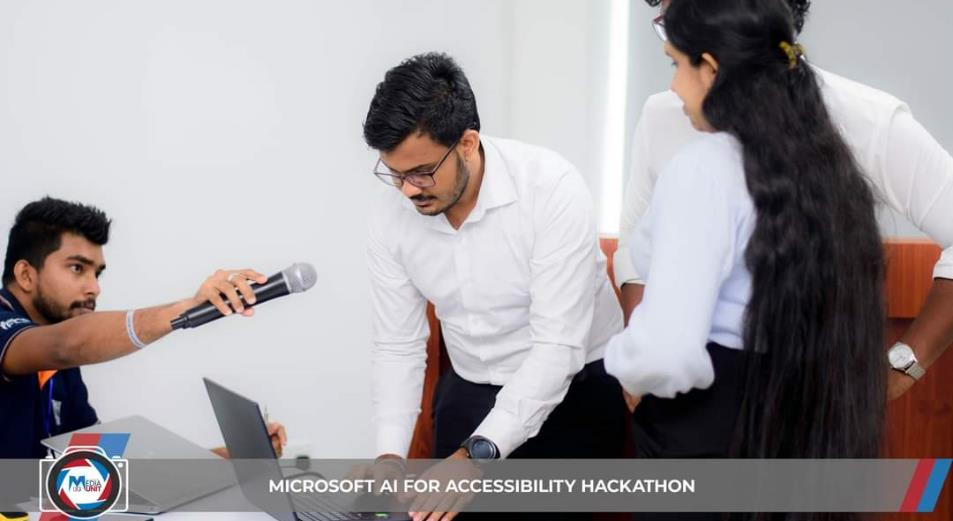 MEDIA
UNIT
MICROSOFT AI FOR ACCESSIBILITY HACKATHON